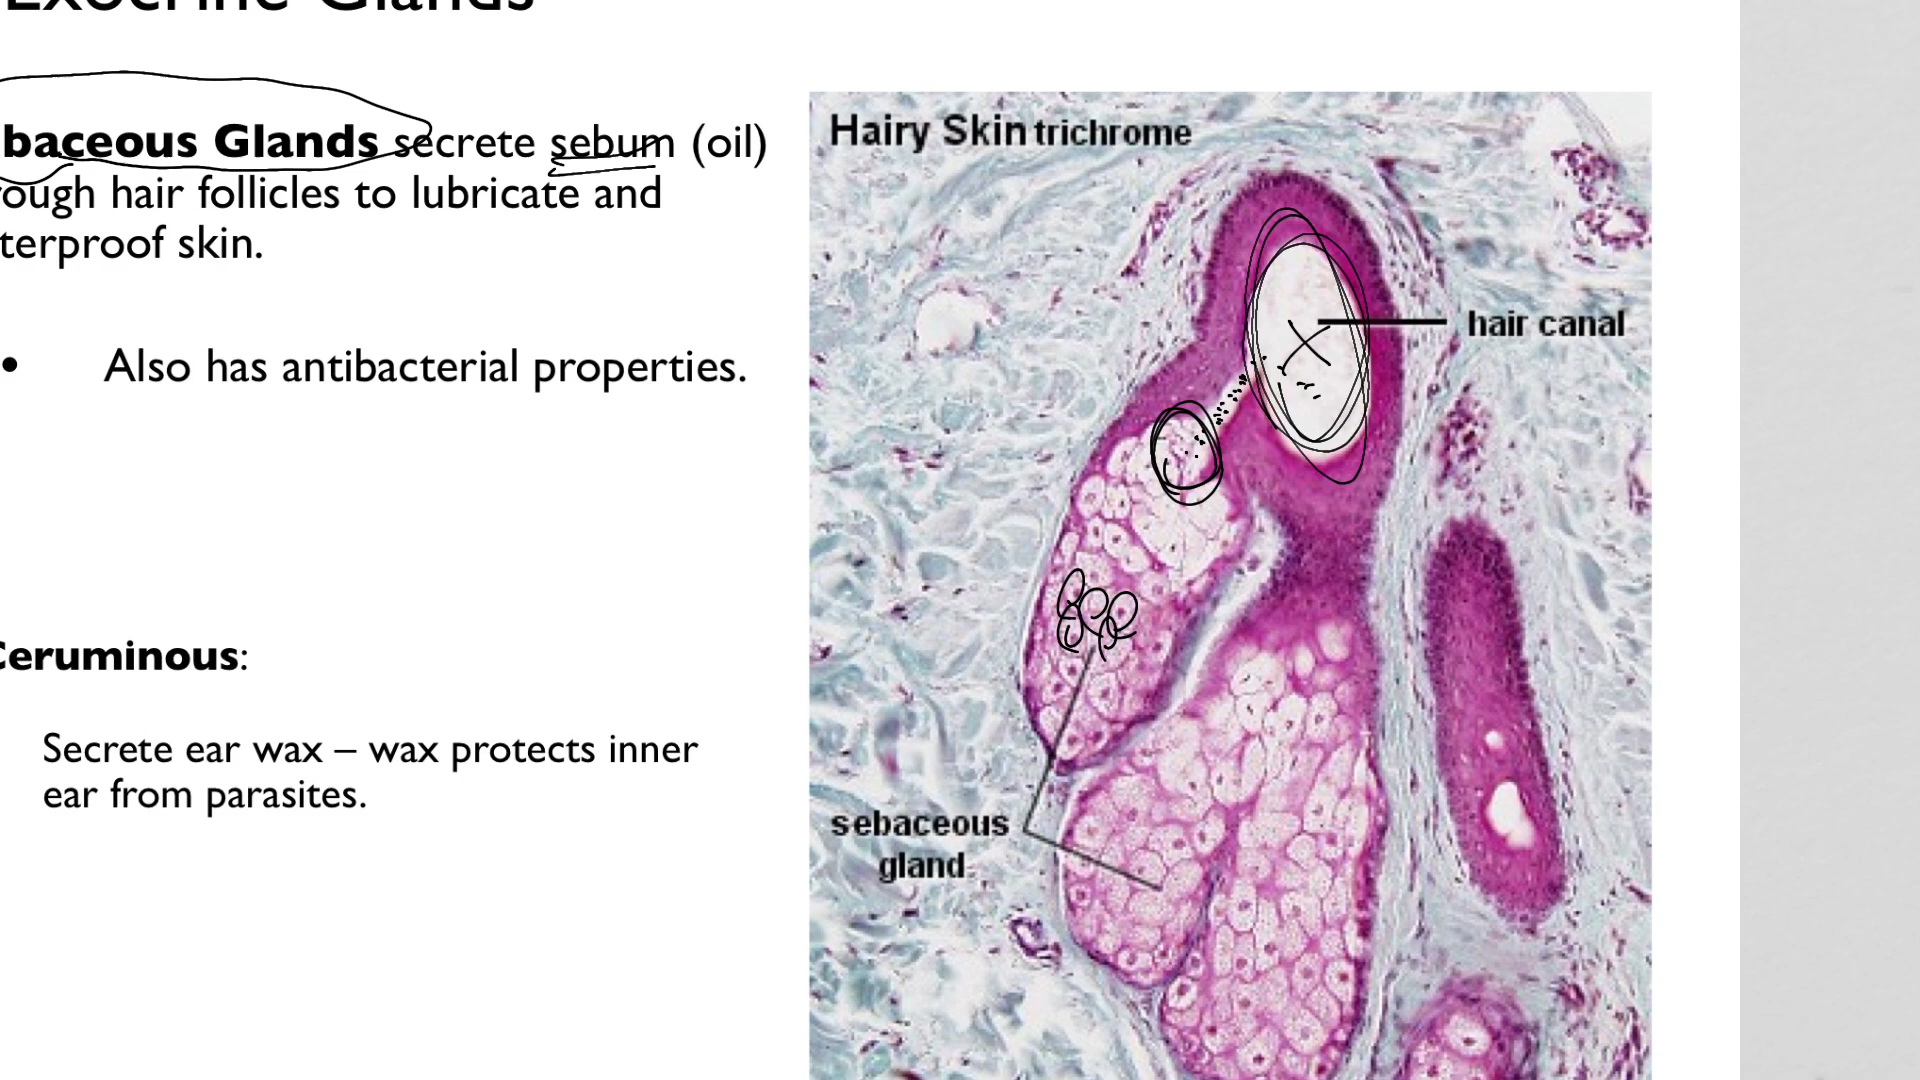 Exocrine Glands
baceous Glands secrete sebum (oil)
rough hair follicles to lubricate and
terproof skin.
• Also has antibacterial properties.
Ceruminous:
Secrete ear wax – wax protects inner
ear from parasites.
Hairy Skin trichrome
hair canal
sebaceous
gland